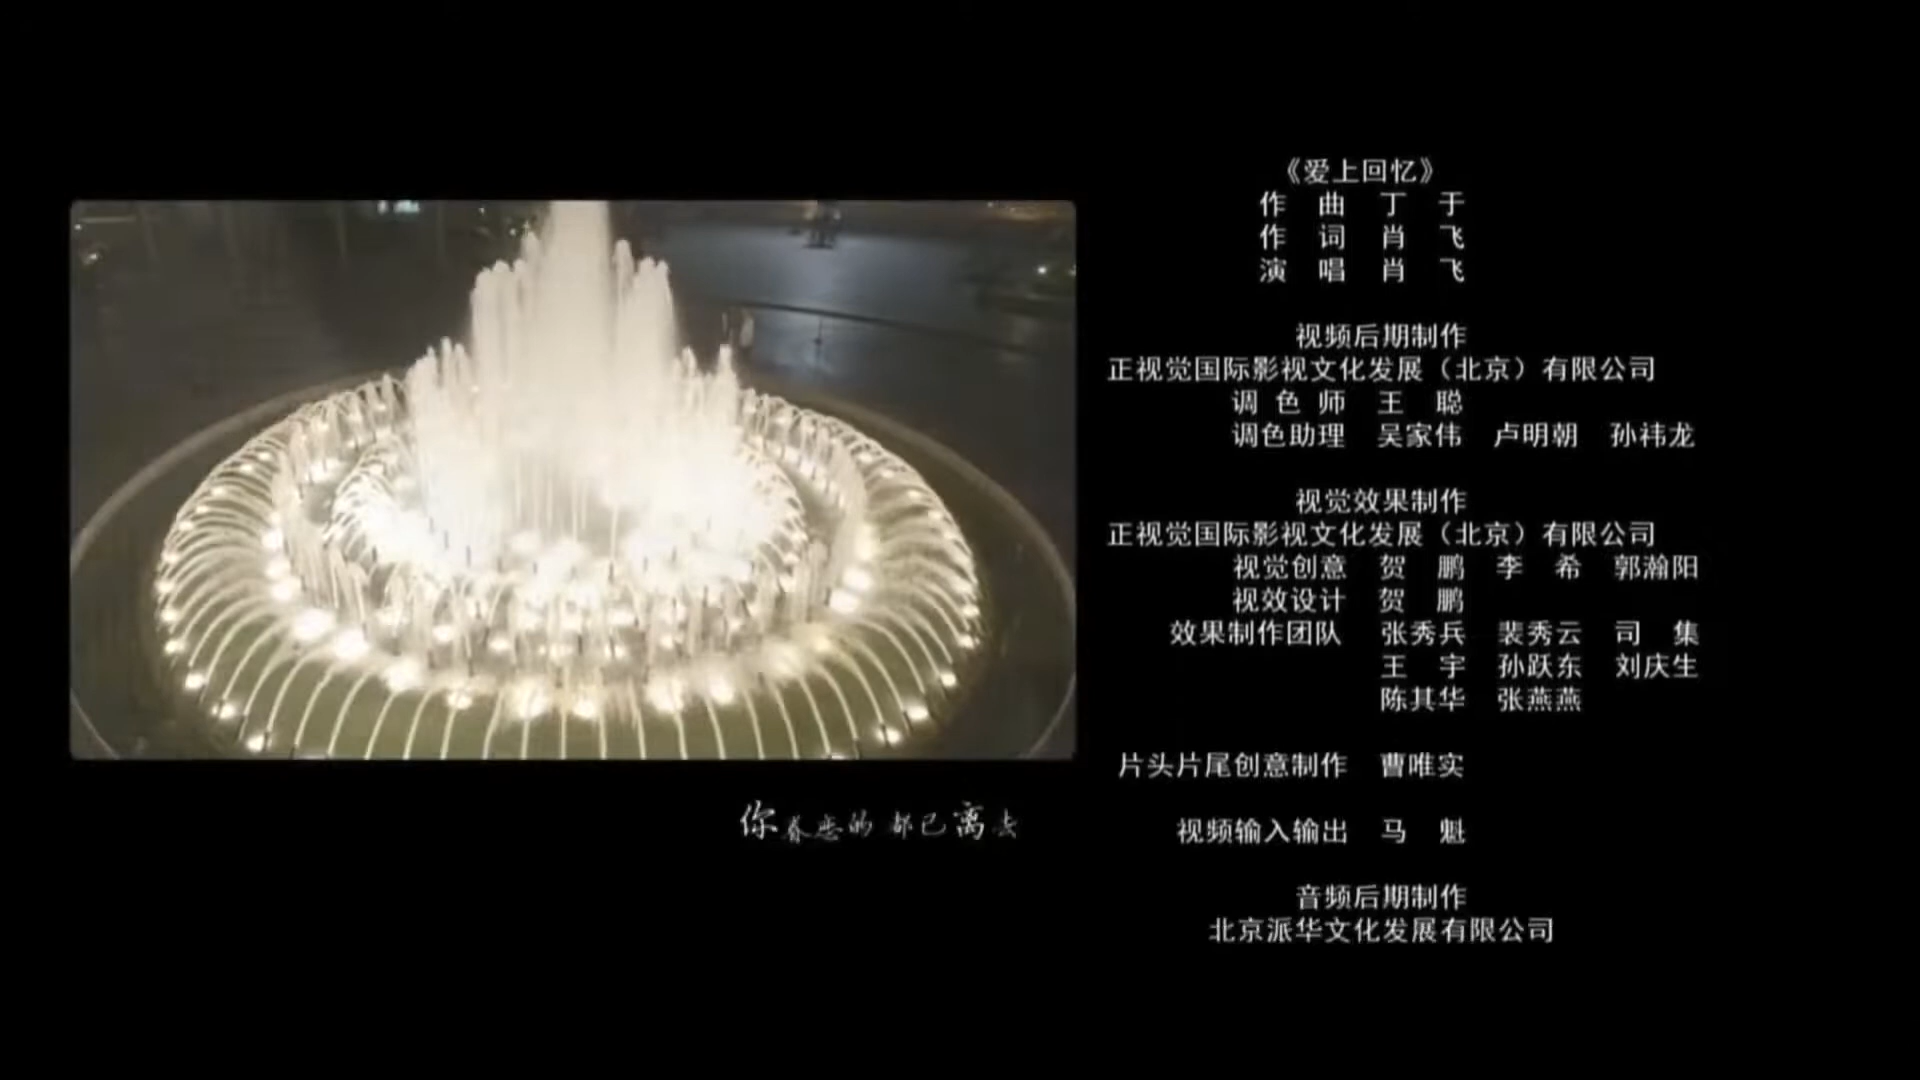 《爱上回忆》
作 曲 丁 于
作 词 肖 飞
演 唱 肖 飞
视频后期制作
正视觉国际影视文化发展（北京）有限公司
调 色 师 王 聪
调色助理 吴家伟 卢明朝 孙祎龙
视觉效果制作
正视觉国际影视文化发展（北京）有限公司
视觉创意 贺 鹏 李 希 郭瀚阳
视效设计 贺 鹏
效果制作团队 张秀兵 裴秀云 司 集
王 宇 孙跃东 刘庆生
陈其华 张燕燕
片头片尾创意制作 曹唯实
视频输入输出 马 魁
音频后期制作
北京派华文化发展有限公司
你眷恋的 都已离去